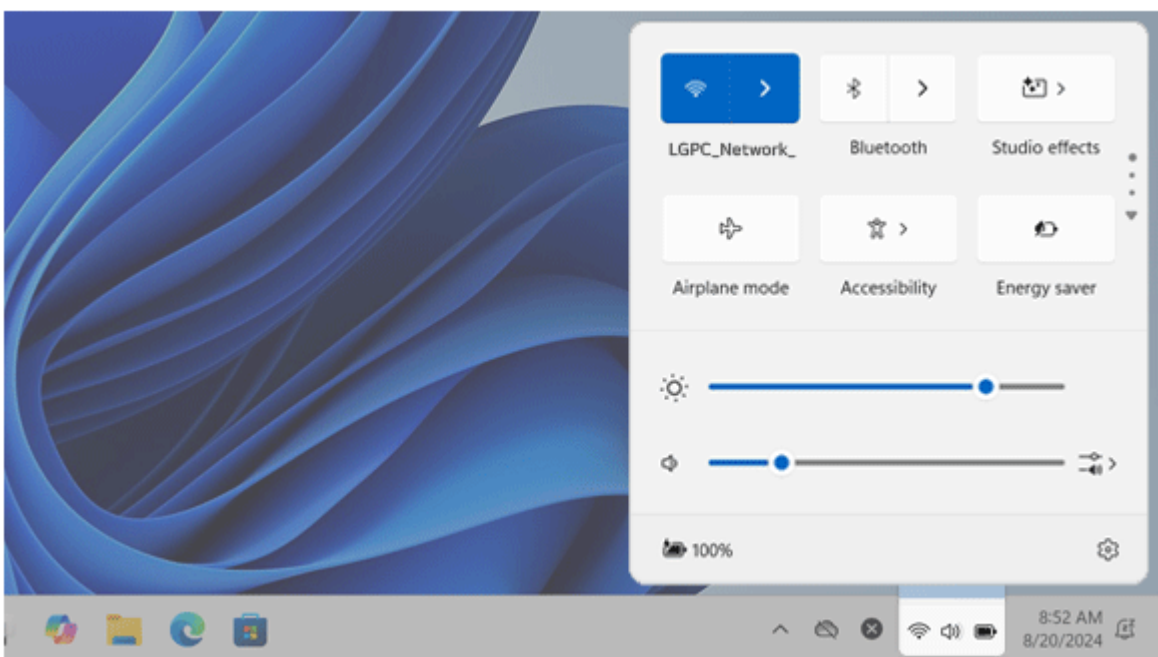 LGPC_Network_
Bluetooth
Studio effects
Airplane mode
Accessibility
Energy saver
100%
8:52 AM
8/20/2024